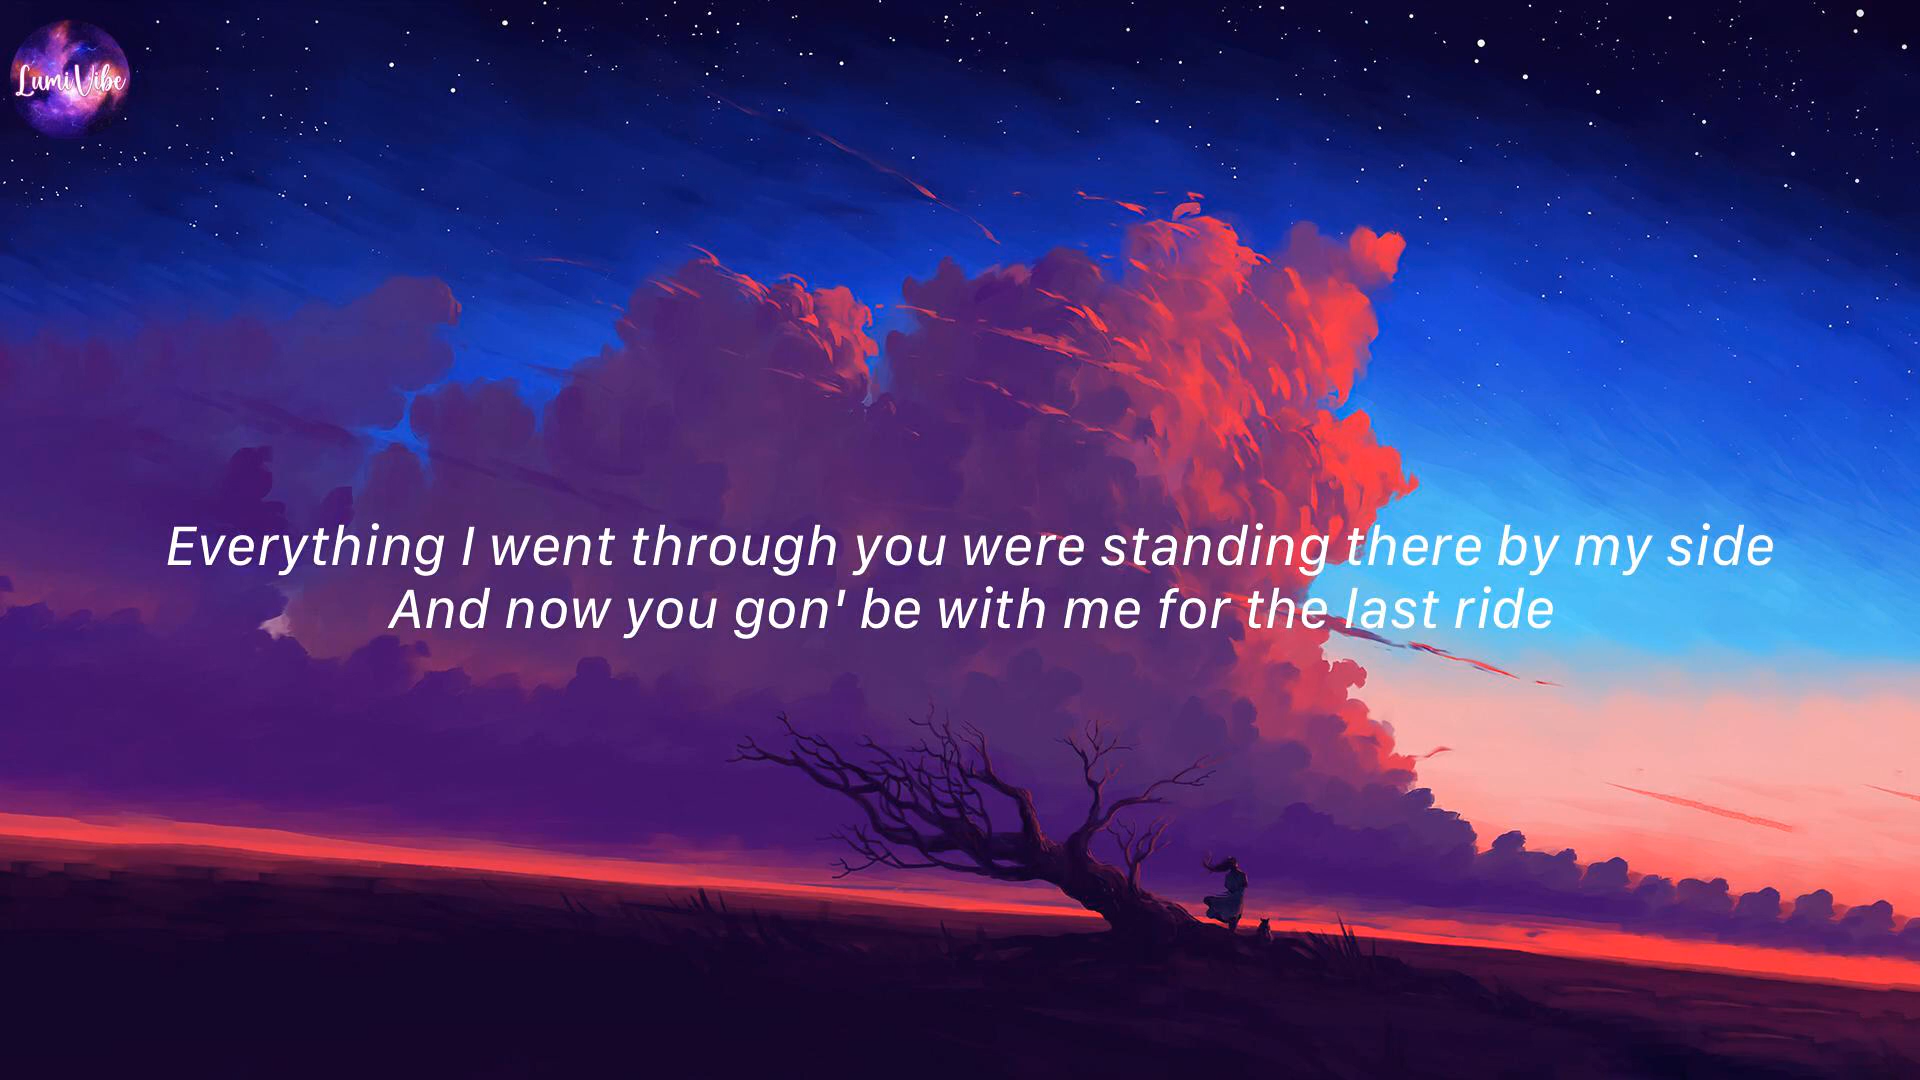 LumiVibe
Everything I went through you were standing there by my side
And now you gon' be with me for the last ride